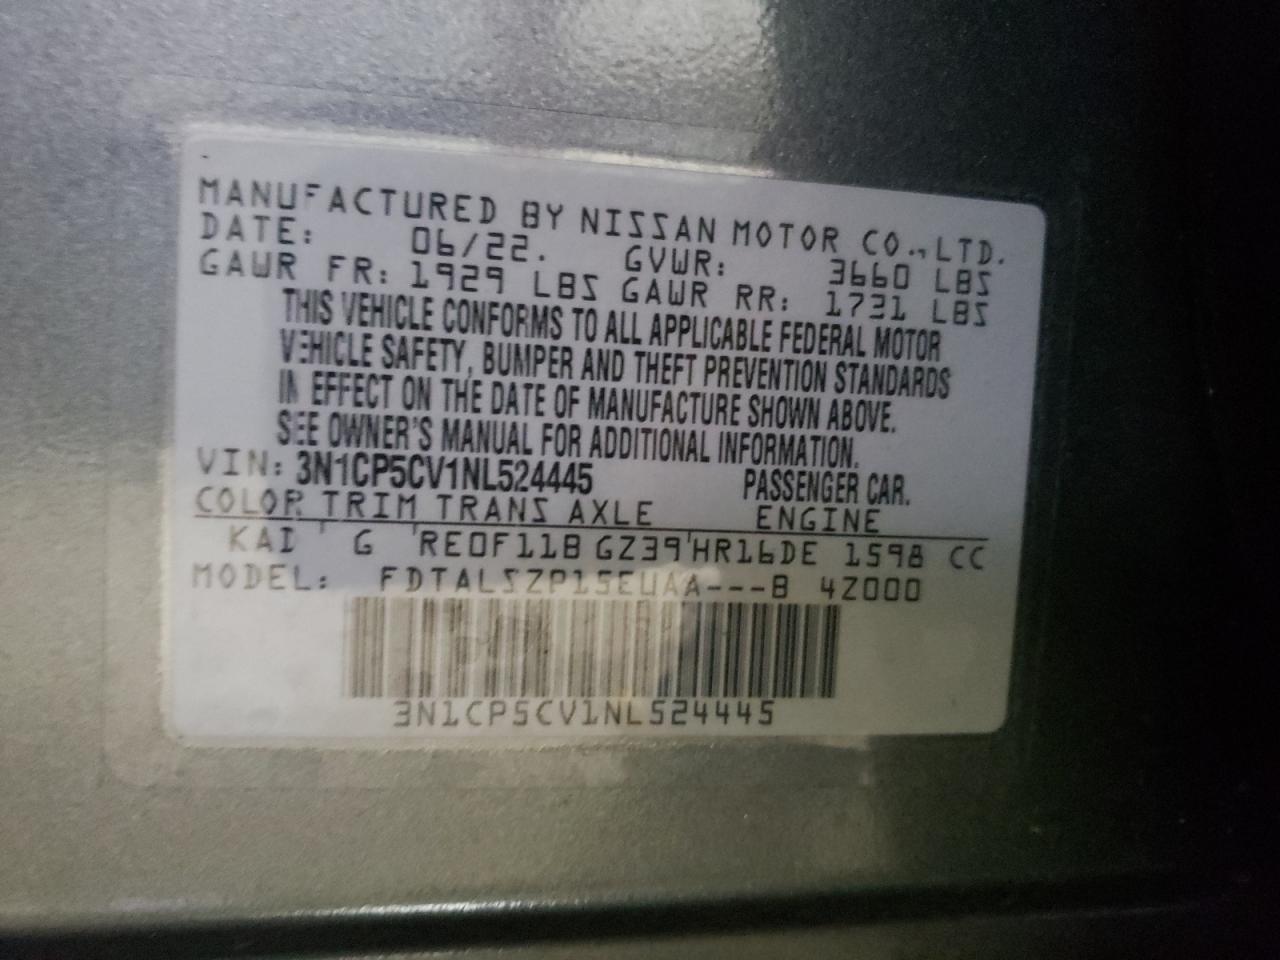 MANUFACTURED BY NISSAN MOTOR CO., LTD.
DATE: 06/22. GVWR: 3660 LBS
GAWR FR: 1929 LBS GAWR RR: 1731 LBS
THIS VEHICLE CONFORMS TO ALL APPLICABLE FEDERAL MOTOR
VEHICLE SAFETY, BUMPER AND THEFT PREVENTION STANDARDS
IN EFFECT ON THE DATE OF MANUFACTURE SHOWN ABOVE.
SEE OWNER'S MANUAL FOR ADDITIONAL INFORMATION.
VIN: 3N1CP5CV1NL524445 PASSENGER CAR.
COLOR TRIM TRANS AXLE ENGINE
KAD G RE0F11B GZ39 HR16DE 1598 CC
MODEL: FDTALSZP15EUAA---B 4Z000
3N1CP5CV1NL524445